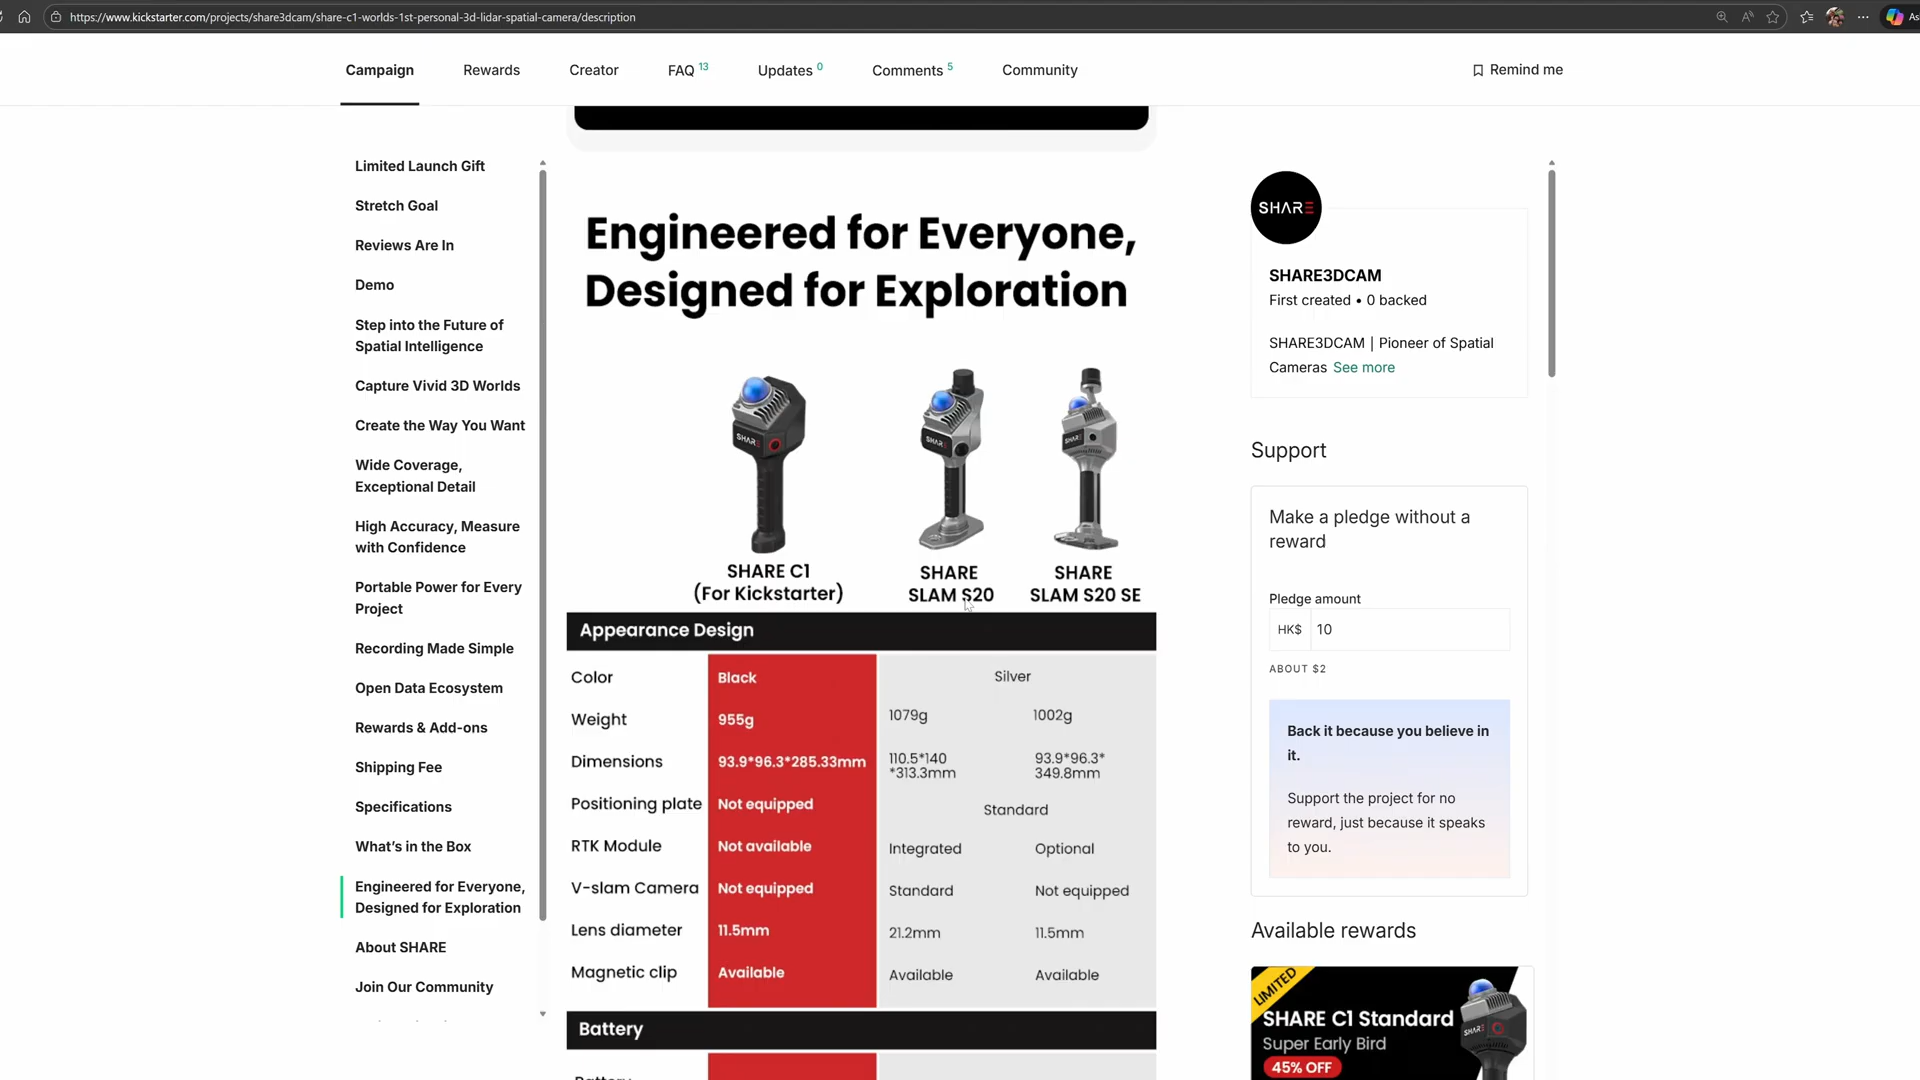 https://www.kickstarter.com/projects/share3dcam/share-c1-worlds-1st-personal-3d-lidar-spatial-camera/description
Campaign
Rewards
Creator
FAQ 13
Updates 0
Comments 5
Community
Remind me
Limited Launch Gift
Stretch Goal
Reviews Are In
Demo
Step into the Future of
Spatial Intelligence
Capture Vivid 3D Worlds
Create the Way You Want
Wide Coverage,
Exceptional Detail
High Accuracy, Measure
with Confidence
Portable Power for Every
Project
Recording Made Simple
Open Data Ecosystem
Rewards & Add-ons
Shipping Fee
Specifications
What's in the Box
Engineered for Everyone,
Designed for Exploration
About SHARE
Join Our Community
Engineered for Everyone,
Designed for Exploration
SHARE
SHARE
SHARE
SHARE C1
(For Kickstarter)
SHARE
SLAM S20
SHARE
SLAM S20 SE
Appearance Design
Color Black Silver
Weight 955g 1079g 1002g
Dimensions 93.9*96.3*285.33mm 110.5*140 *313.3mm 93.9*96.3* 349.8mm
Positioning plate Not equipped Standard
RTK Module Not available Integrated Optional
V-slam Camera Not equipped Standard Not equipped
Lens diameter 11.5mm 21.2mm 11.5mm
Magnetic clip Available Available Available
Battery
SHARE
SHARE3DCAM
First created • 0 backed
SHARE3DCAM | Pioneer of Spatial
Cameras See more
Support
Make a pledge without a
reward
Pledge amount
HK$ 10
ABOUT $2
Back it because you believe in
it.
Support the project for no
reward, just because it speaks
to you.
Available rewards
LIMITED
SHARE C1 Standard
Super Early Bird
45% OFF
SHARE